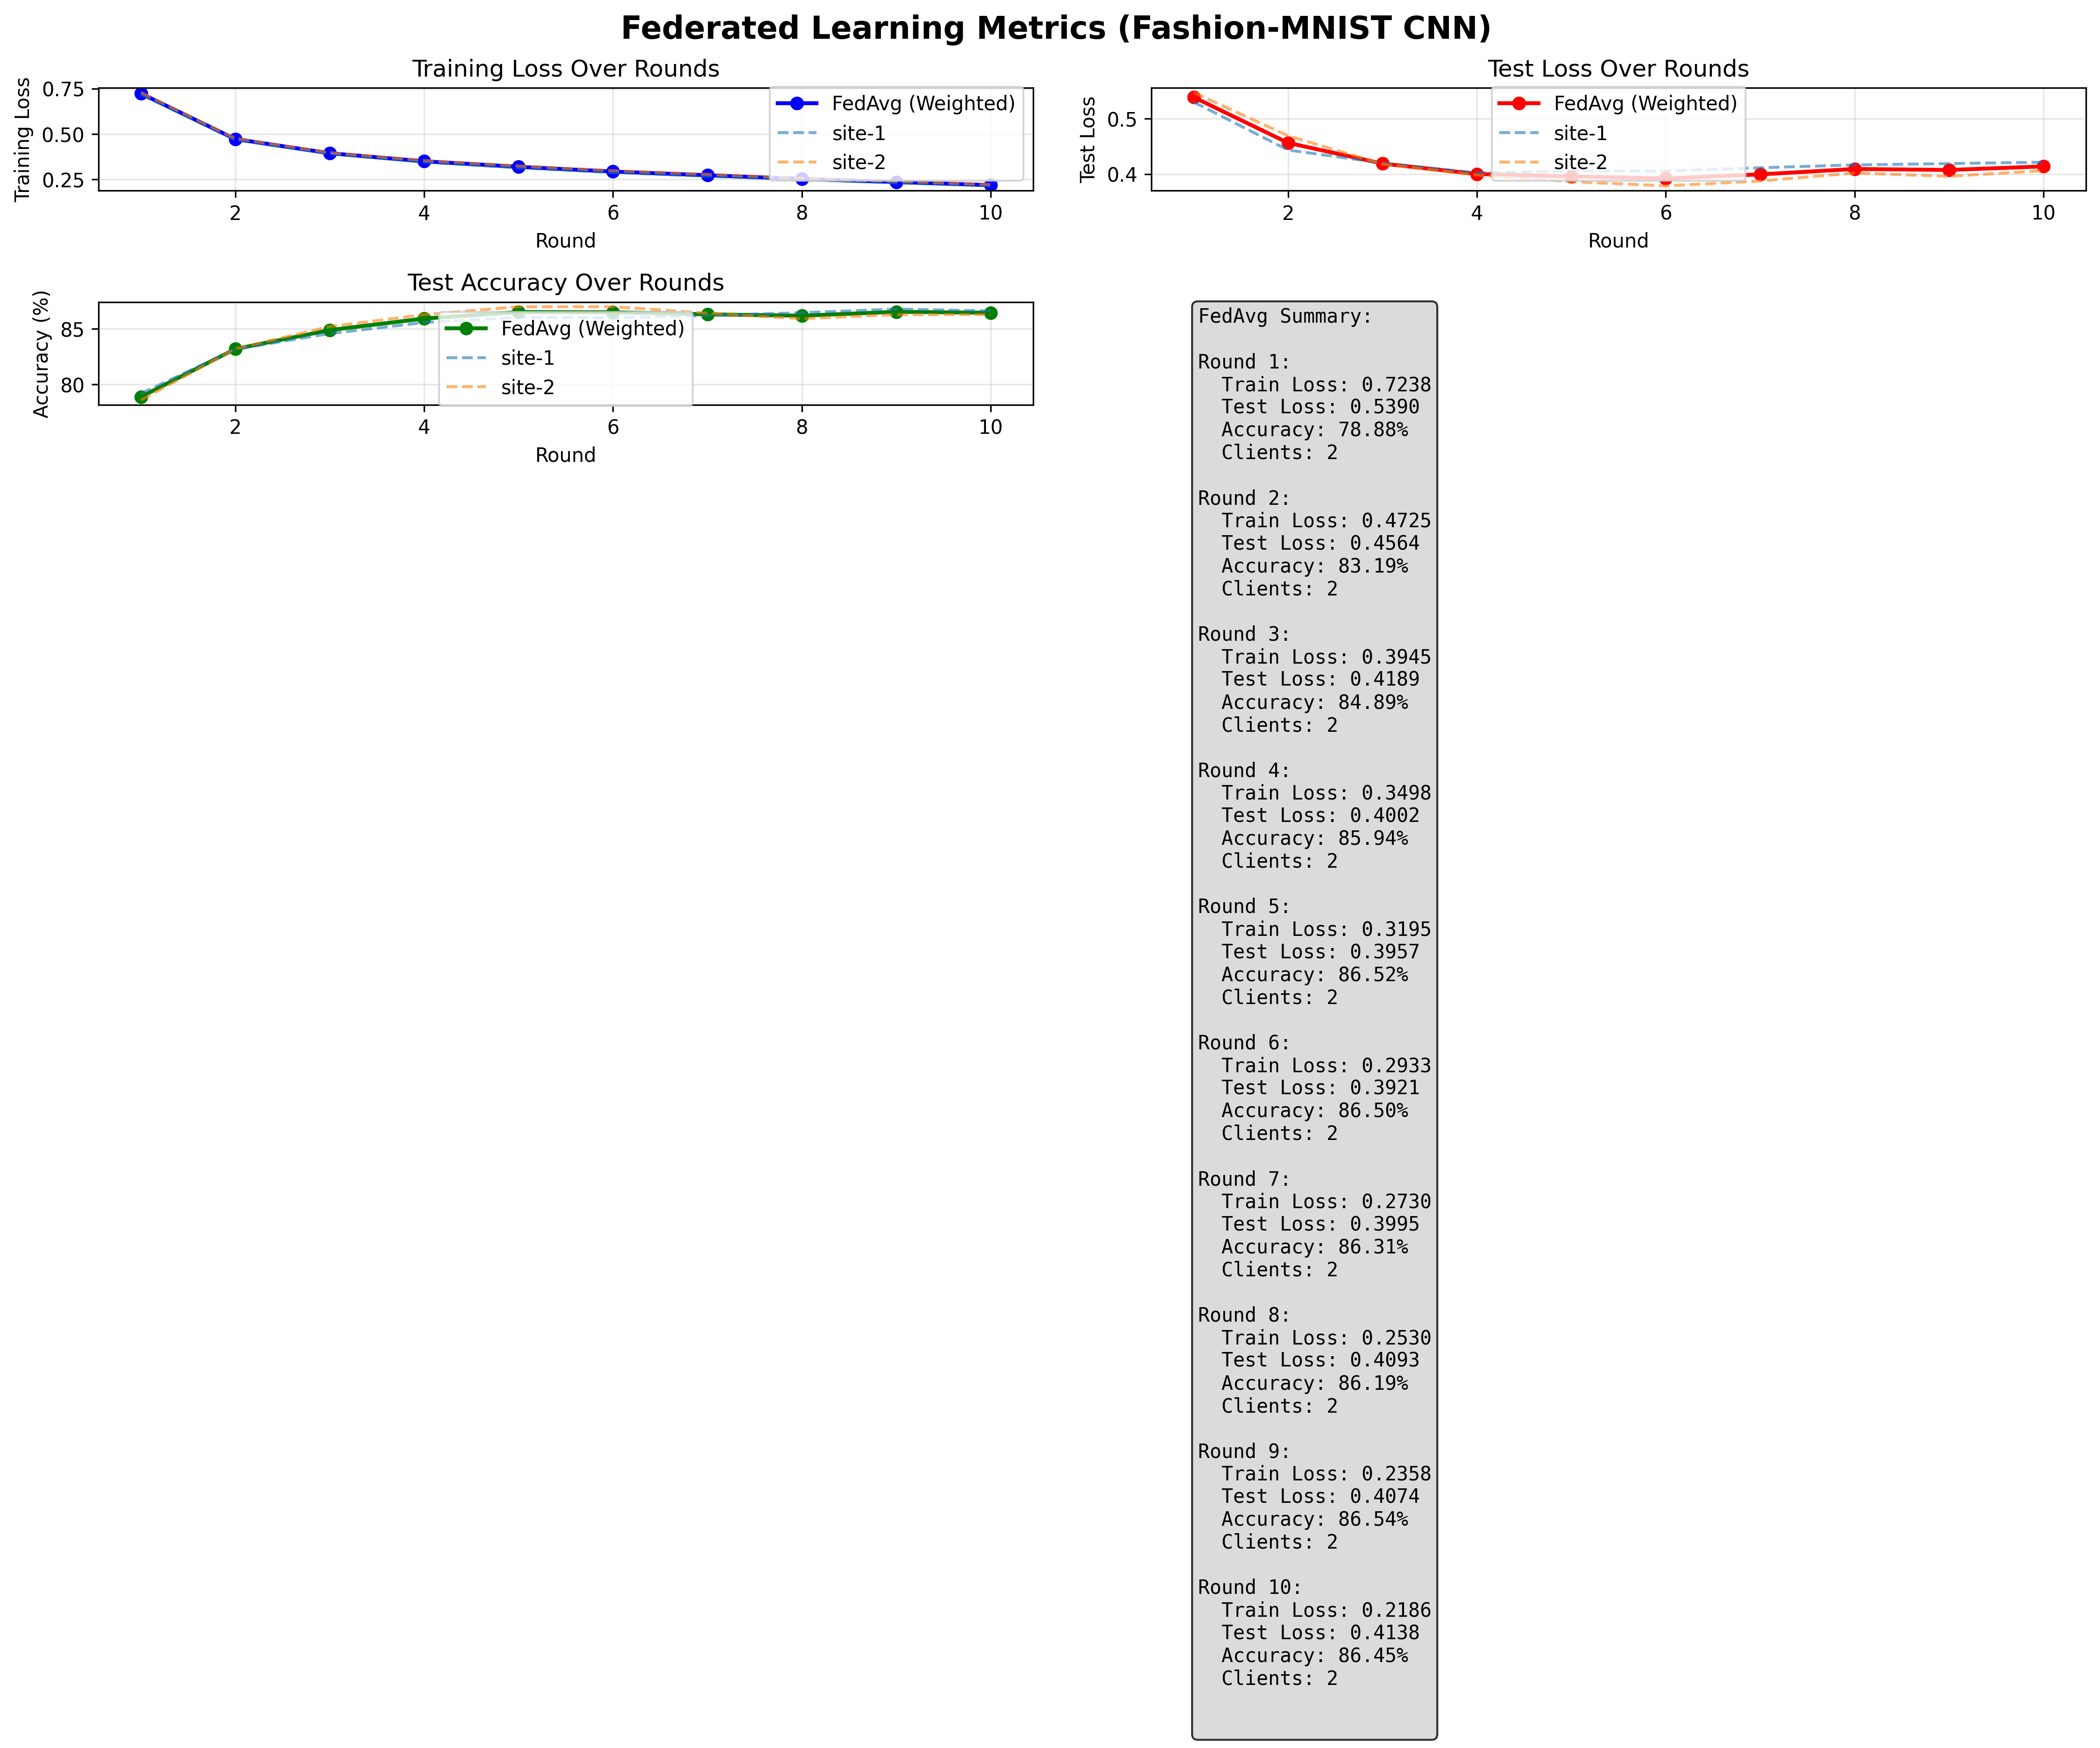 Federated Learning Metrics (Fashion-MNIST CNN)
Training Loss Over Rounds
Training Loss
0.75
0.50
0.25
FedAvg (Weighted)
site-1
site-2
2
4
6
8
10
Round
Test Loss Over Rounds
Test Loss
0.5
0.4
FedAvg (Weighted)
site-1
site-2
2
4
6
8
10
Round
Test Accuracy Over Rounds
Accuracy (%)
85
80
FedAvg (Weighted)
site-1
site-2
2
4
6
8
10
Round
FedAvg Summary:
Round 1:
Train Loss: 0.7238
Test Loss: 0.5390
Accuracy: 78.88%
Clients: 2
Round 2:
Train Loss: 0.4725
Test Loss: 0.4564
Accuracy: 83.19%
Clients: 2
Round 3:
Train Loss: 0.3945
Test Loss: 0.4189
Accuracy: 84.89%
Clients: 2
Round 4:
Train Loss: 0.3498
Test Loss: 0.4002
Accuracy: 85.94%
Clients: 2
Round 5:
Train Loss: 0.3195
Test Loss: 0.3957
Accuracy: 86.52%
Clients: 2
Round 6:
Train Loss: 0.2933
Test Loss: 0.3921
Accuracy: 86.50%
Clients: 2
Round 7:
Train Loss: 0.2730
Test Loss: 0.3995
Accuracy: 86.31%
Clients: 2
Round 8:
Train Loss: 0.2530
Test Loss: 0.4093
Accuracy: 86.19%
Clients: 2
Round 9:
Train Loss: 0.2358
Test Loss: 0.4074
Accuracy: 86.54%
Clients: 2
Round 10:
Train Loss: 0.2186
Test Loss: 0.4138
Accuracy: 86.45%
Clients: 2